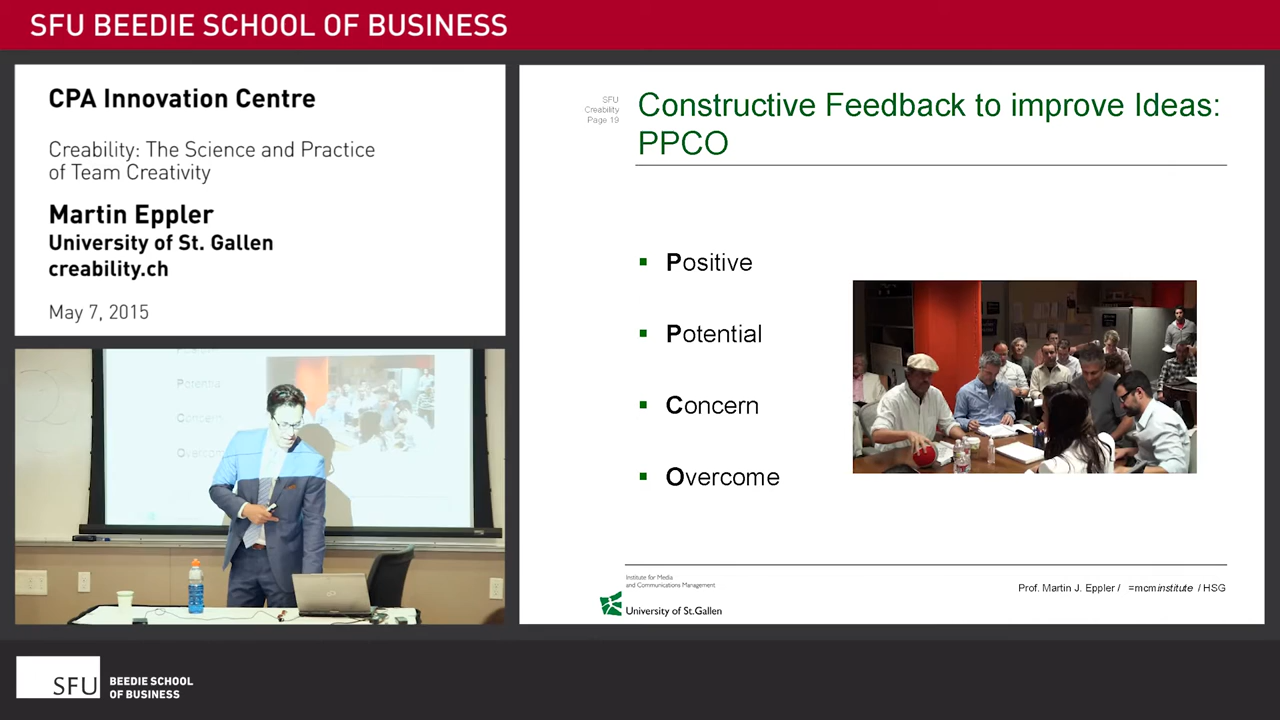 SFU BEEDIE SCHOOL OF BUSINESS
CPA Innovation Centre
Creability: The Science and Practice
of Team Creativity
Martin Eppler
University of St. Gallen
creability.ch
May 7, 2015
SFU
Creability
Page 19
Constructive Feedback to improve Ideas:
PPCO
Positive
Potential
Concern
Overcome
Institute for Media
and Communications Management
University of St.Gallen
Prof. Martin J. Eppler / =mcminstitute / HSG
Potential
Concern
Overcom
SFU BEEDIE SCHOOL
OF BUSINESS